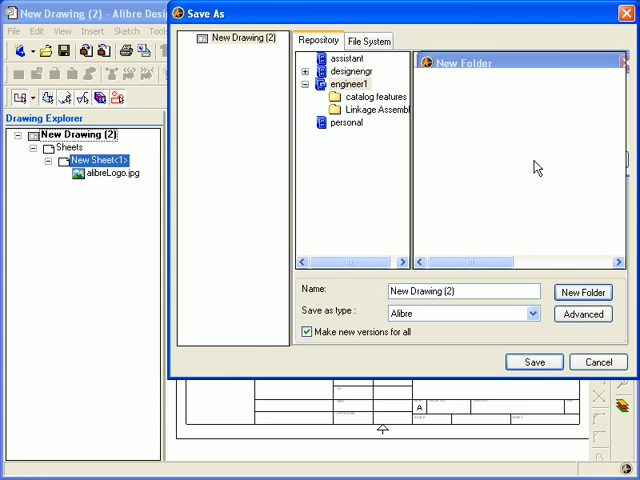 New Drawing (2) - Alibre Desi
Save As
File Edit View Insert Sketch Tools
Drawing Explorer
New Drawing (2)
Sheets
New Sheet<1>
alibreLogo.jpg
New Drawing (2)
Repository File System
assistant
designengr
engineer1
catalog features
Linkage Assembl
personal
New Folder
Name: New Drawing (2) New Folder
Save as type : Alibre Advanced
Make new versions for all
Save Cancel
A